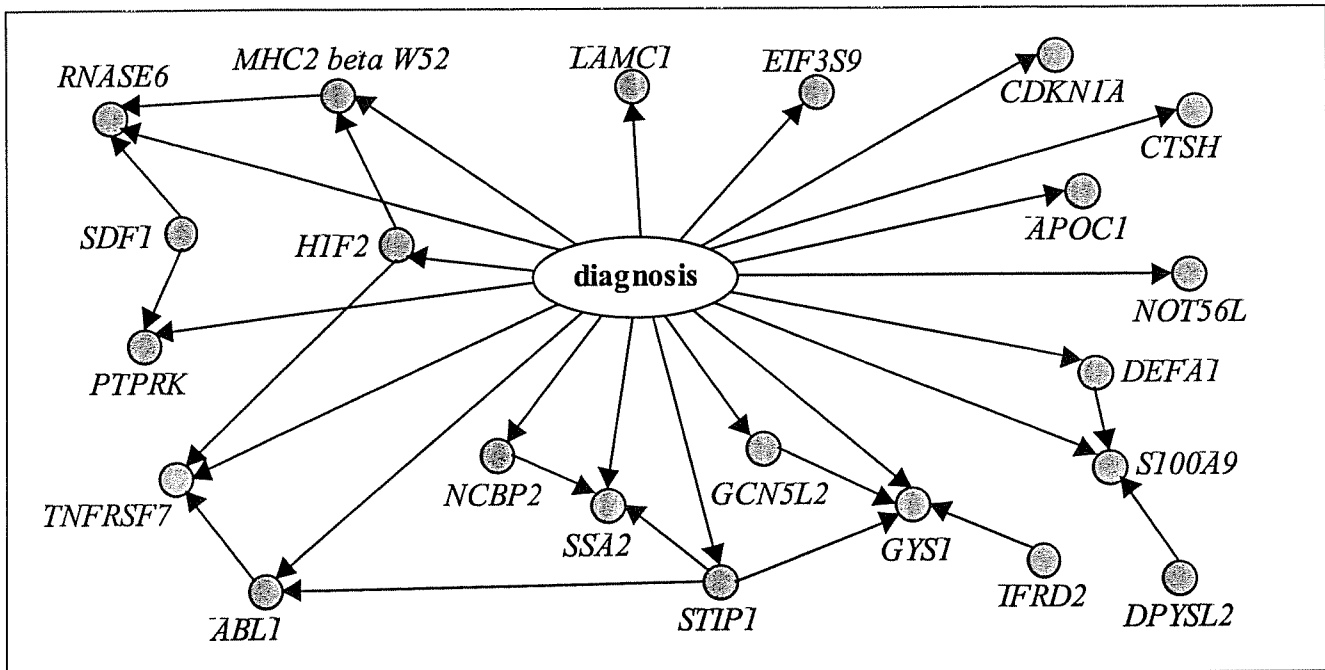 MHC2 beta W52
LAMC1
EIF3S9
RNASE6
CDKN1A
CTSH
SDF1
HIF2
APOC1
diagnosis
NOT56L
PTPRK
DEFA1
S100A9
NCBP2
GCN5L2
TNFRSF7
SSA2
GYS1
IFRD2
DPYSL2
ABL1
STIP1